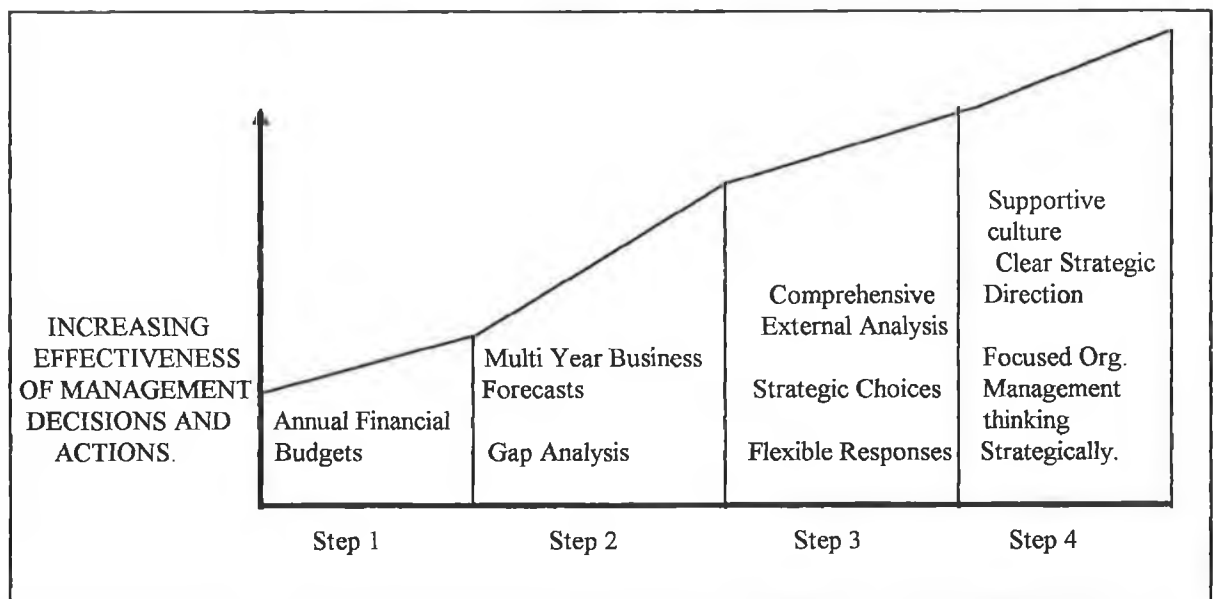 INCREASING
EFFECTIVENESS
OF MANAGEMENT
DECISIONS AND
ACTIONS.
Annual Financial
Budgets
Multi Year Business
Forecasts
Gap Analysis
Comprehensive
External Analysis
Strategic Choices
Flexible Responses
Supportive
culture
Clear Strategic
Direction
Focused Org.
Management
thinking
Strategically.
Step 1
Step 2
Step 3
Step 4